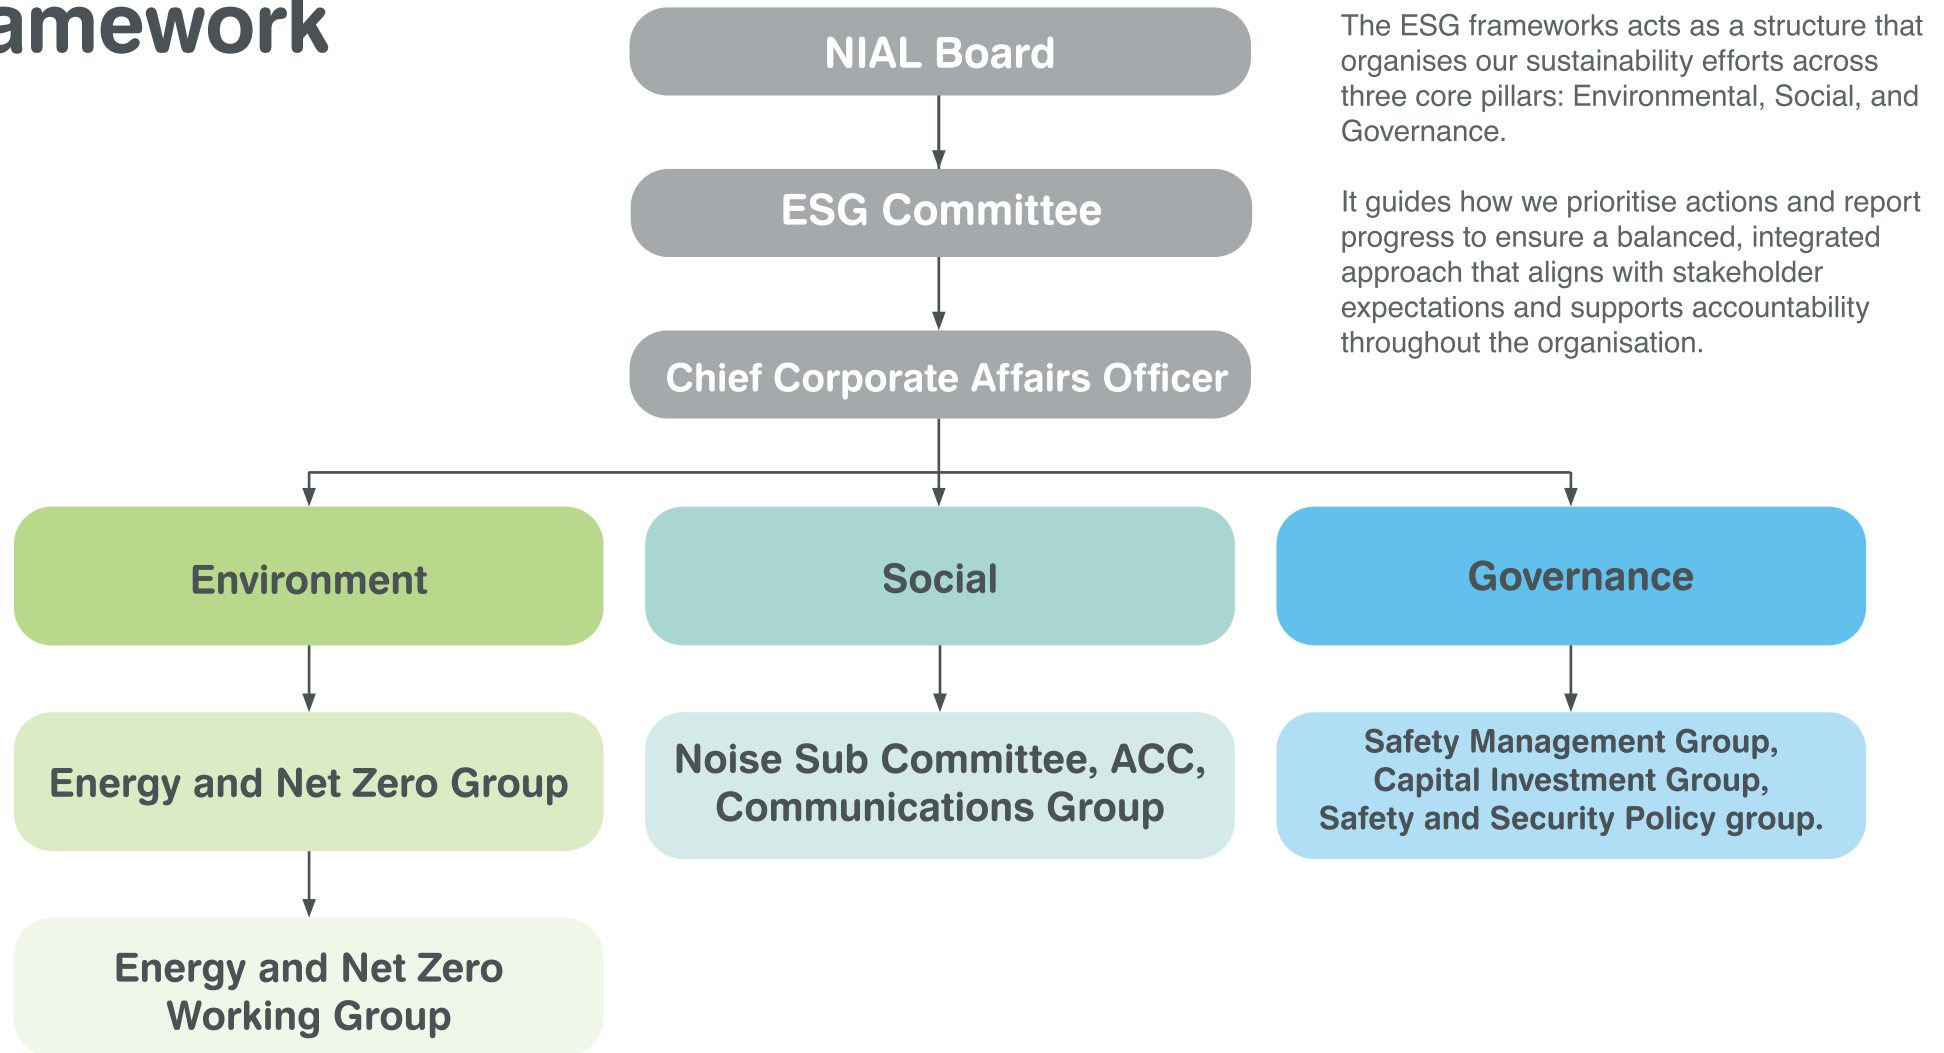 NIAL Board
The ESG frameworks acts as a structure that
organises our sustainability efforts across
three core pillars: Environmental, Social, and
Governance.
It guides how we prioritise actions and report
progress to ensure a balanced, integrated
approach that aligns with stakeholder
expectations and supports accountability
throughout the organisation.
ESG Committee
Chief Corporate Affairs Officer
Environment
Social
Governance
Energy and Net Zero Group
Noise Sub Committee, ACC,
Communications Group
Safety Management Group,
Capital Investment Group,
Safety and Security Policy group.
Energy and Net Zero
Working Group